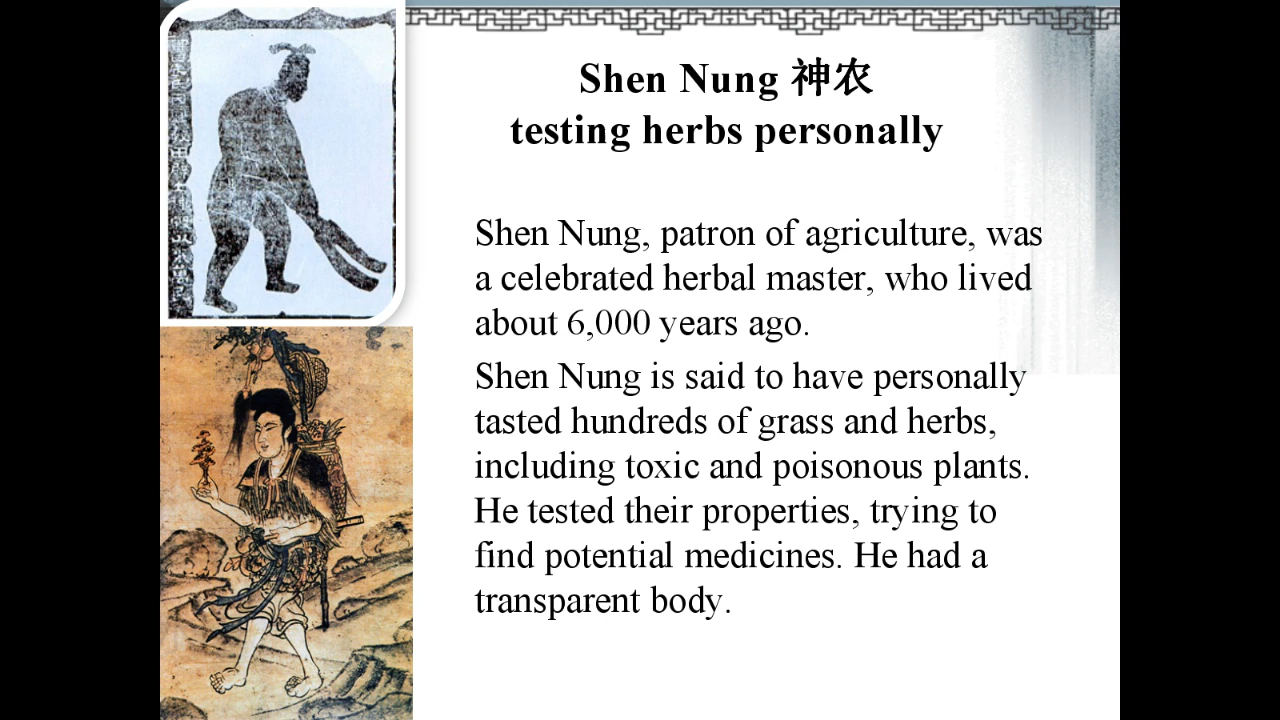 Shen Nung 神农
testing herbs personally
Shen Nung, patron of agriculture, was
a celebrated herbal master, who lived
about 6,000 years ago.
Shen Nung is said to have personally
tasted hundreds of grass and herbs,
including toxic and poisonous plants.
He tested their properties, trying to
find potential medicines. He had a
transparent body.